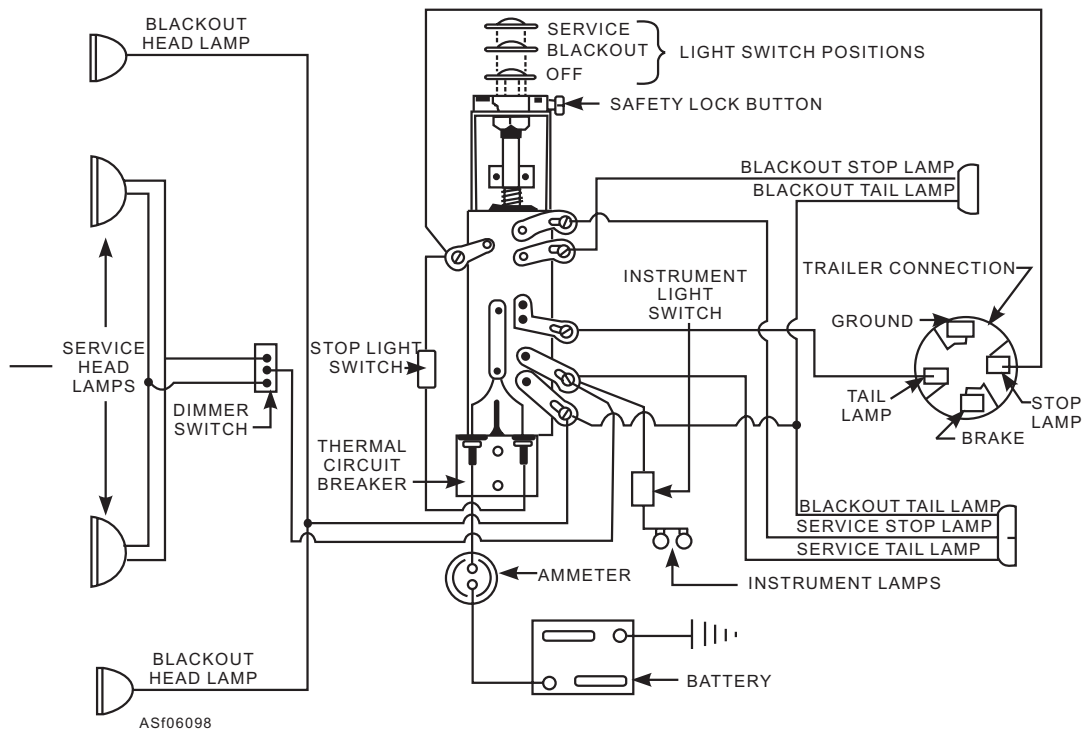 BLACKOUT
HEAD LAMP
SERVICE
BLACKOUT
OFF
LIGHT SWITCH POSITIONS
SAFETY LOCK BUTTON
BLACKOUT STOP LAMP
BLACKOUT TAIL LAMP
INSTRUMENT
LIGHT
SWITCH
TRAILER CONNECTION
GROUND
TAIL
LAMP
STOP
LAMP
BRAKE
SERVICE
HEAD
LAMPS
STOP LIGHT
SWITCH
DIMMER
SWITCH
THERMAL
CIRCUIT
BREAKER
BLACKOUT TAIL LAMP
SERVICE STOP LAMP
SERVICE TAIL LAMP
AMMETER
INSTRUMENT LAMPS
BLACKOUT
HEAD LAMP
BATTERY
ASf06098